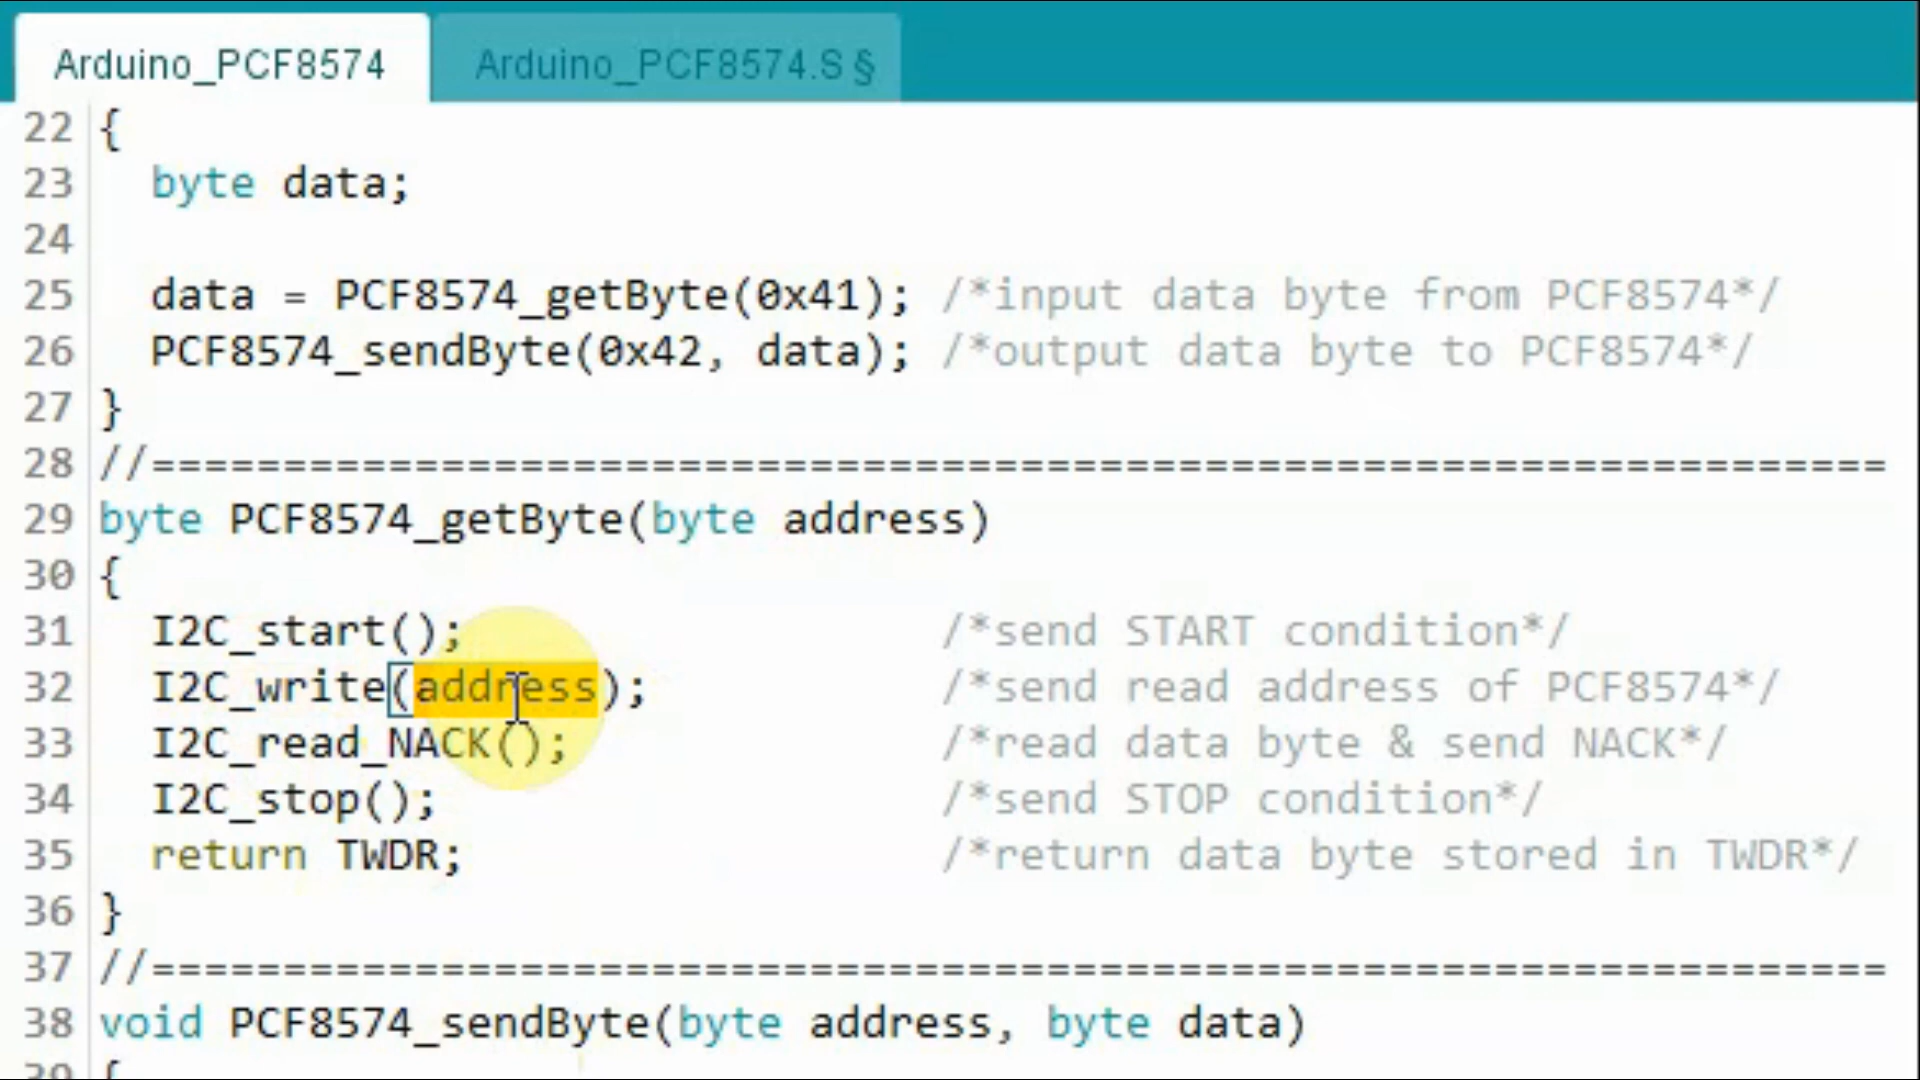 Arduino_PCF8574 Arduino_PCF8574.S §
22 {
23 byte data;
24
25 data = PCF8574_getByte(0x41); /*input data byte from PCF8574*/
26 PCF8574_sendByte(0x42, data); /*output data byte to PCF8574*/
27 }
28 //==================================================================
29 byte PCF8574_getByte(byte address)
30 {
31 I2C_start(); /*send START condition*/
32 I2C_write(address); /*send read address of PCF8574*/
33 I2C_read_NACK(); /*read data byte & send NACK*/
34 I2C_stop(); /*send STOP condition*/
35 return TWDR; /*return data byte stored in TWDR*/
36 }
37 //==================================================================
38 void PCF8574_sendByte(byte address, byte data)
39 {